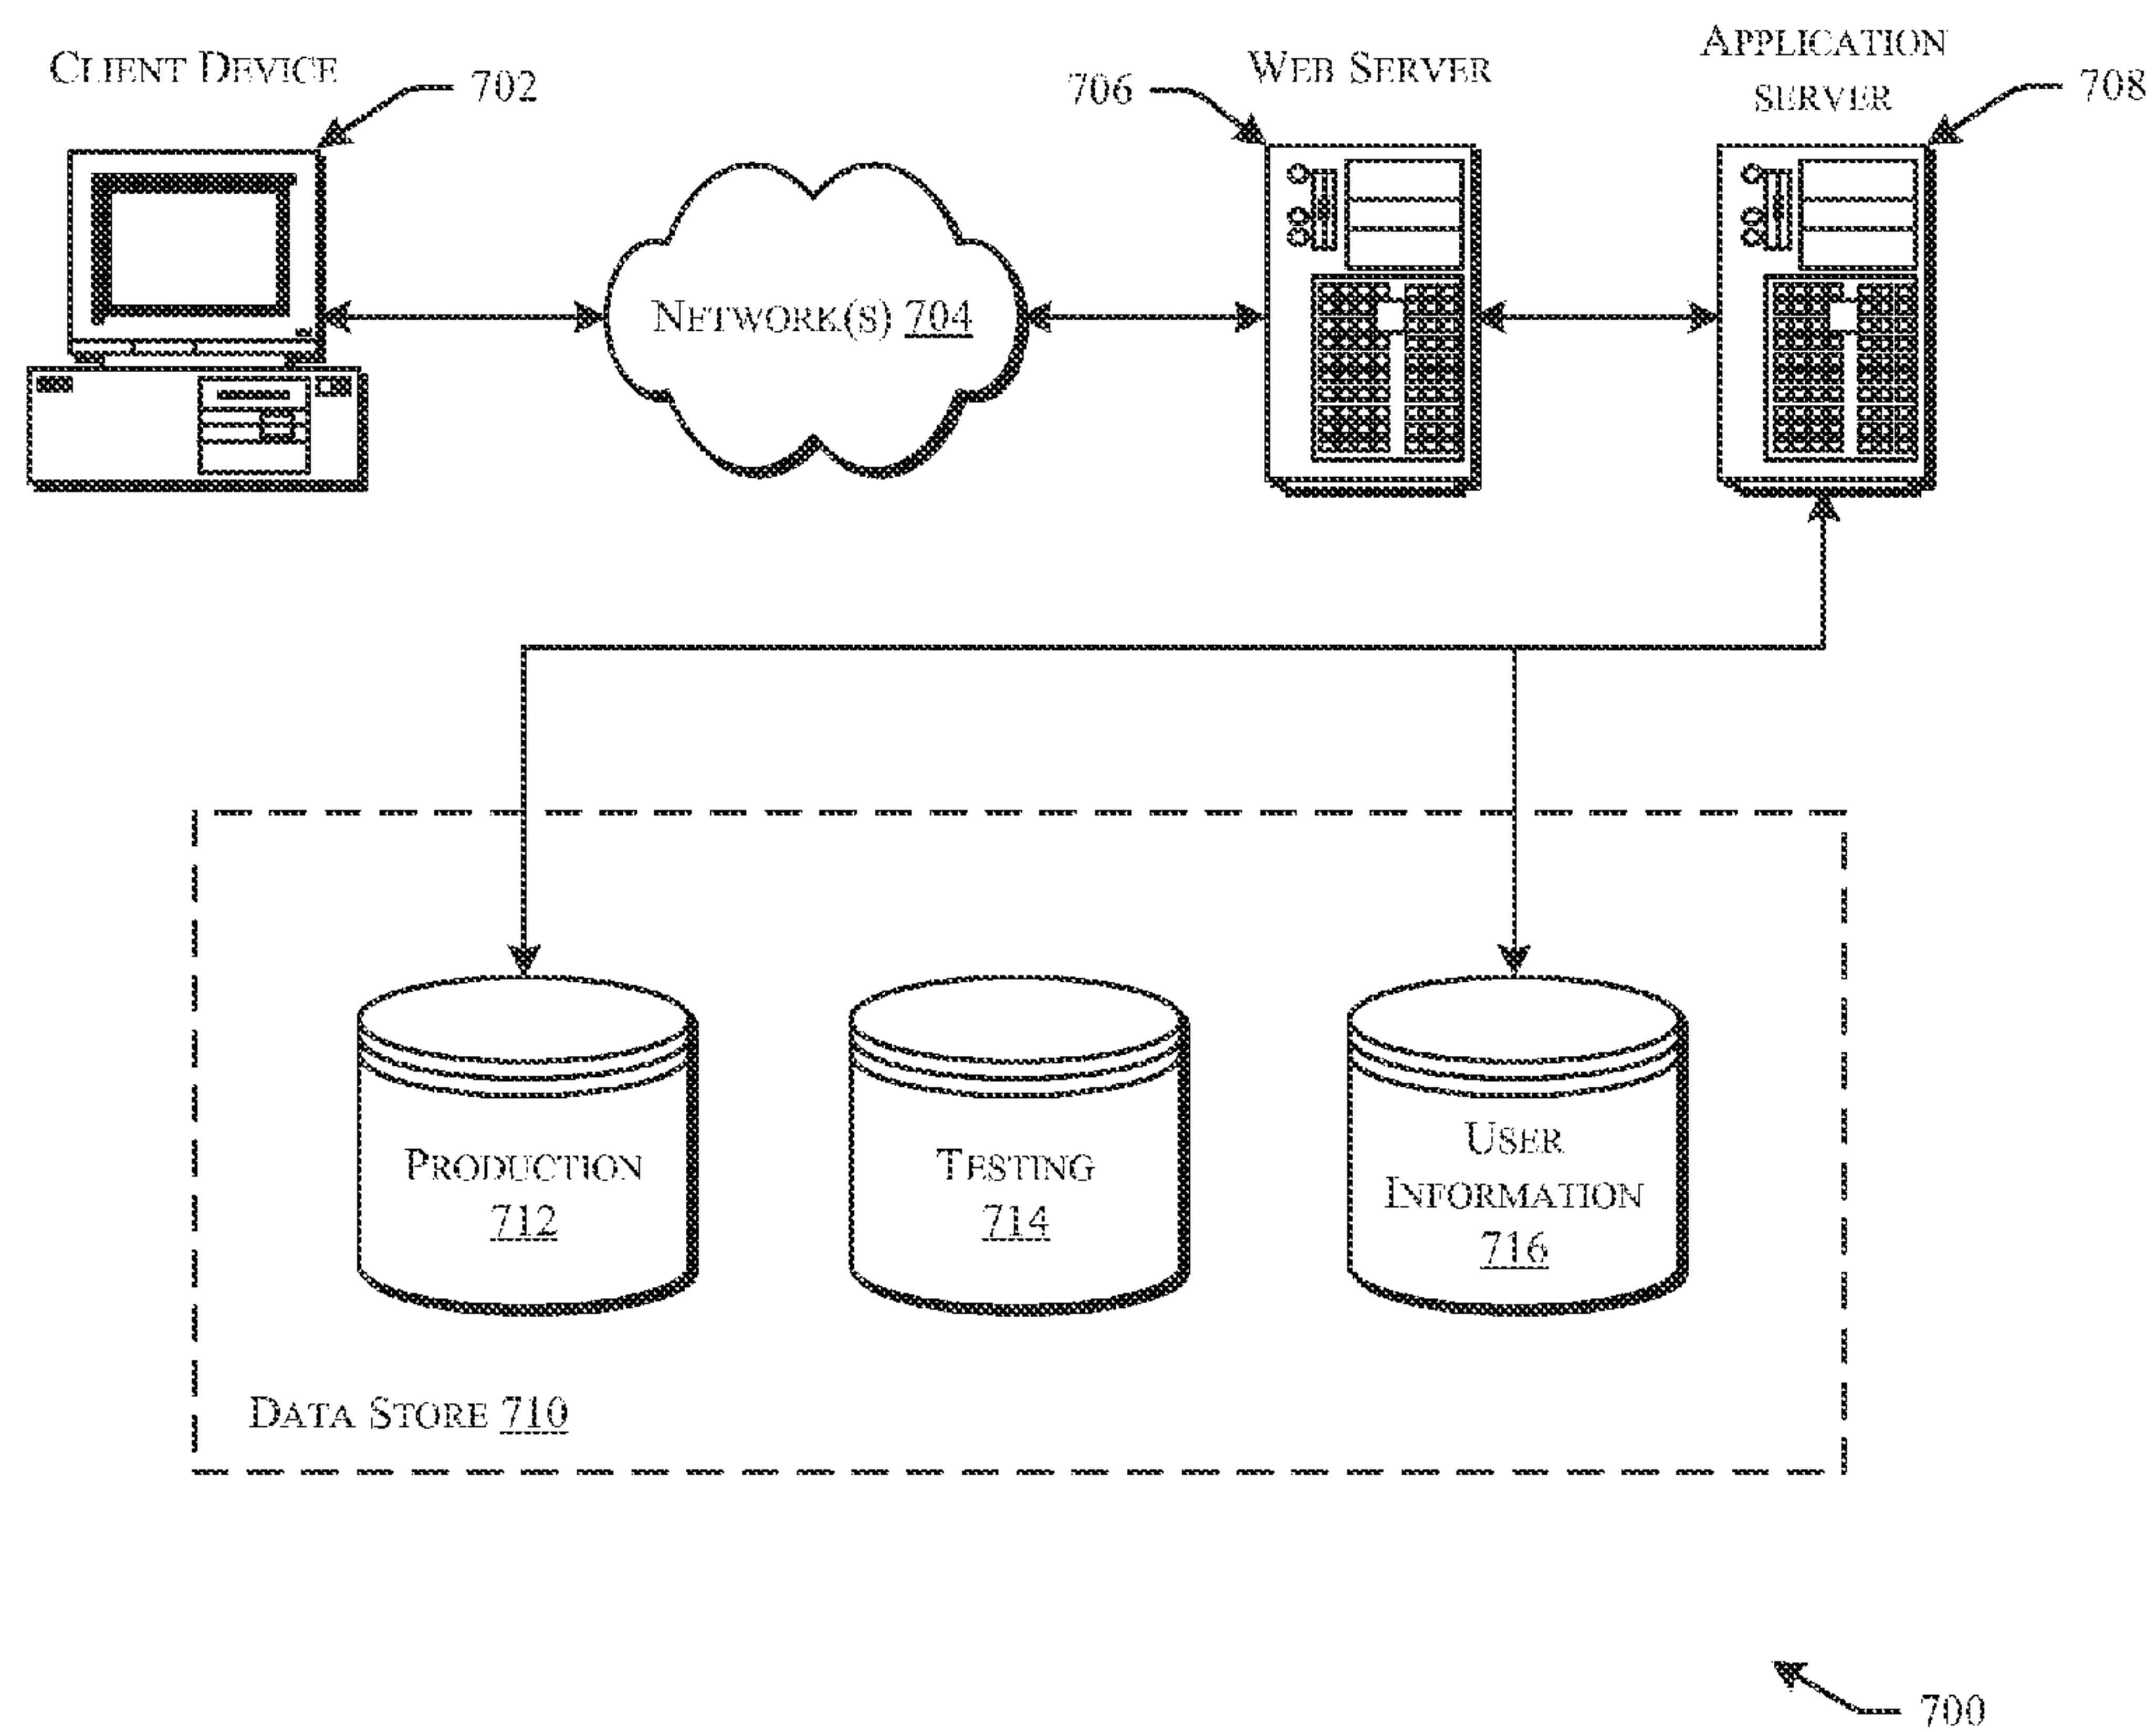 CLIENT DEVICE
702
706
WEB SERVER
APPLICATION
SERVER
708
NETWORK(S) 704
PRODUCTION
712
TESTING
714
USER
INFORMATION
716
DATA STORE 710
700